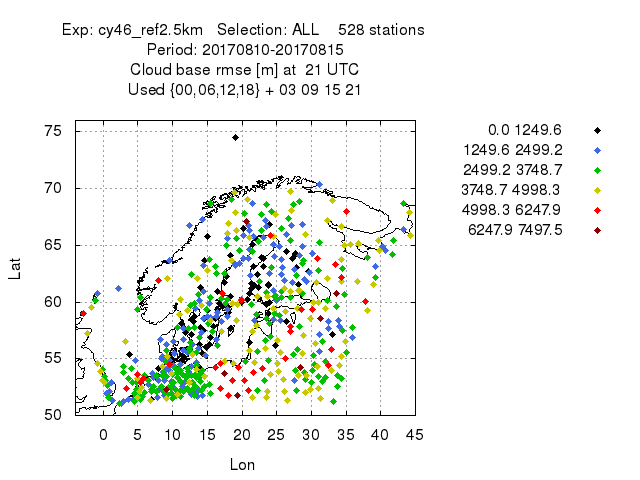 Exp: cy46_ref2.5km   Selection: ALL    528 stations
Period: 20170810-20170815
Cloud base rmse [m] at  21 UTC
Used {00,06,12,18} + 03 09 15 21
0.0 1249.6
1249.6 2499.2
2499.2 3748.7
3748.7 4998.3
4998.3 6247.9
6247.9 7497.5
75
70
65
60
55
50
Lat
0 5 10 15 20 25 30 35 40 45
Lon